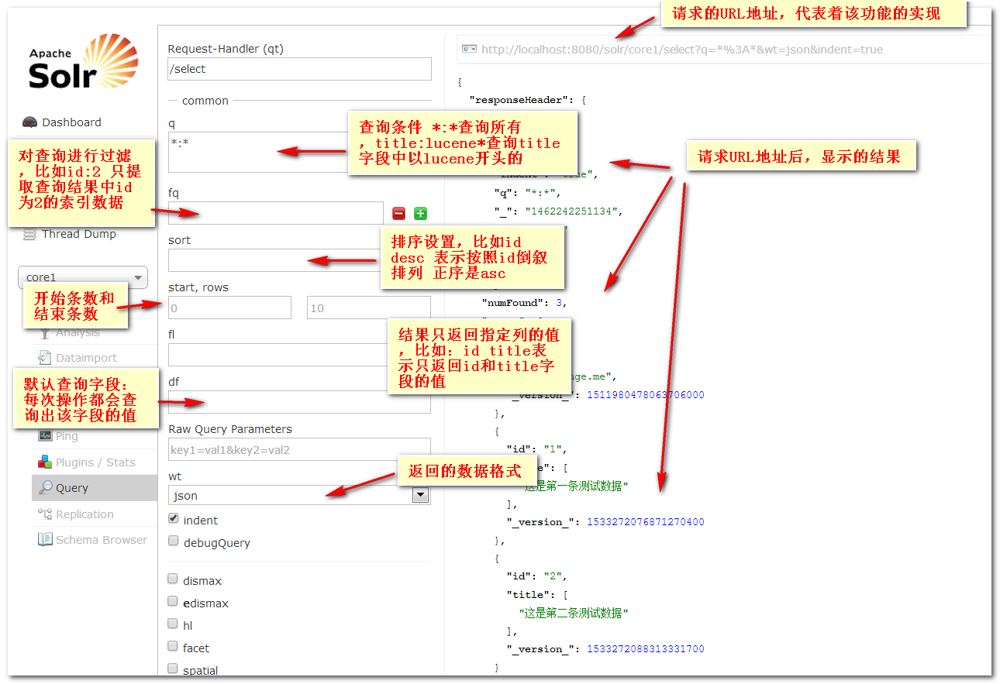 请求的URL地址，代表着该功能的实现
Apache
Solr
Dashboard
对查询进行过滤
，比如id:2 只提
取查询结果中id
为2的索引数据
Thread Dump
core1
开始条数和
结束条数
Analysis
Dataimport
默认查询字段：
每次操作都会查
询出该字段的值
Ping
Plugins / Stats
Query
Replication
Schema Browser
Request-Handler (qt)
/select
common
q
*:*
查询条件 *:*查询所有
，title:lucene*查询title
字段中以lucene开头的
fq
sort
排序设置，比如id
desc 表示按照id倒叙
排列 正序是asc
start, rows
0 10
fl
结果只返回指定列的值
，比如：id title表
示只返回id和title字
段的值
df
Raw Query Parameters
key1=val1&key2=val2
wt
返回的数据格式
json
indent
debugQuery
dismax
edismax
hl
facet
spatial
http://localhost:8080/solr/core1/select?q=*%3A*&wt=json&indent=true
{
"responseHeader": {
请求URL地址后，显示的结果
"q": "*:*",
"_": "1462242251134",
"numFound": 3,
nge.me",
"_version_": 1511980478063706000
},
{
"id": "1",
": [
这是第一条测试数据"
],
"_version_": 1533272076871270400
},
{
"id": "2",
"title": [
"这是第二条测试数据"
],
"_version_": 1533272088313331700
}